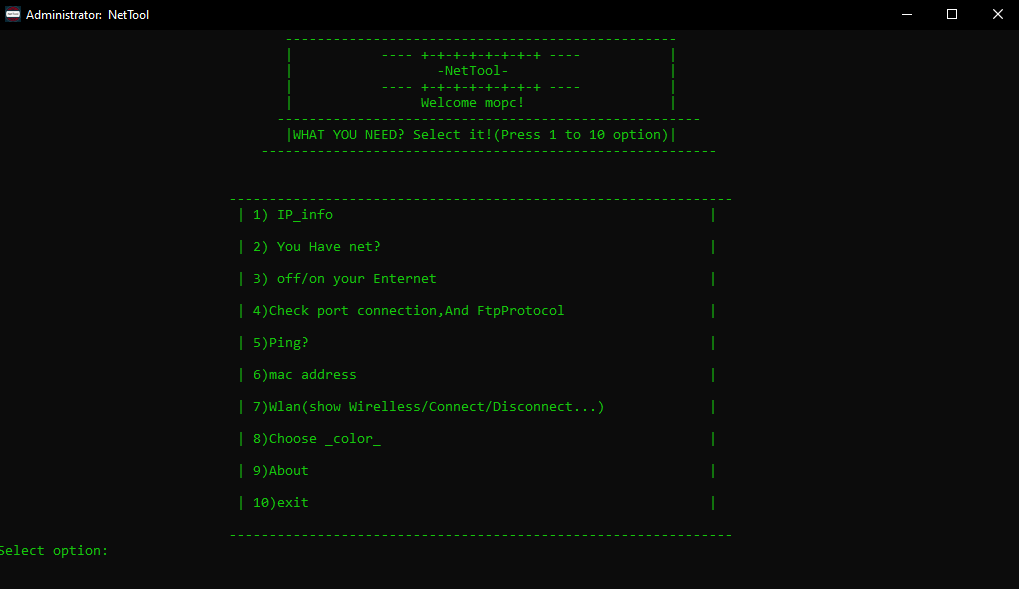 Administrator:  NetTool
------------------------------------------------
|           ---- +-+-+-+-+-+-+-+ ----           |
|                  -NetTool-                    |
|           ---- +-+-+-+-+-+-+-+ ----           |
|                Welcome mopc!                  |
-----------------------------------------------------
|WHAT YOU NEED? Select it!(Press 1 to 10 option)|
---------------------------------------------------------
---------------------------------------------------------------
| 1) IP_info                                               |
| 2) You Have net?                                         |
| 3) off/on your Enternet                                  |
| 4)Check port connection,And FtpProtocol                  |
| 5)Ping?                                                  |
| 6)mac address                                            |
| 7)Wlan(show Wirelless/Connect/Disconnect...)             |
| 8)Choose _color_                                         |
| 9)About                                                  |
| 10)exit                                                  |
---------------------------------------------------------------
Select option: